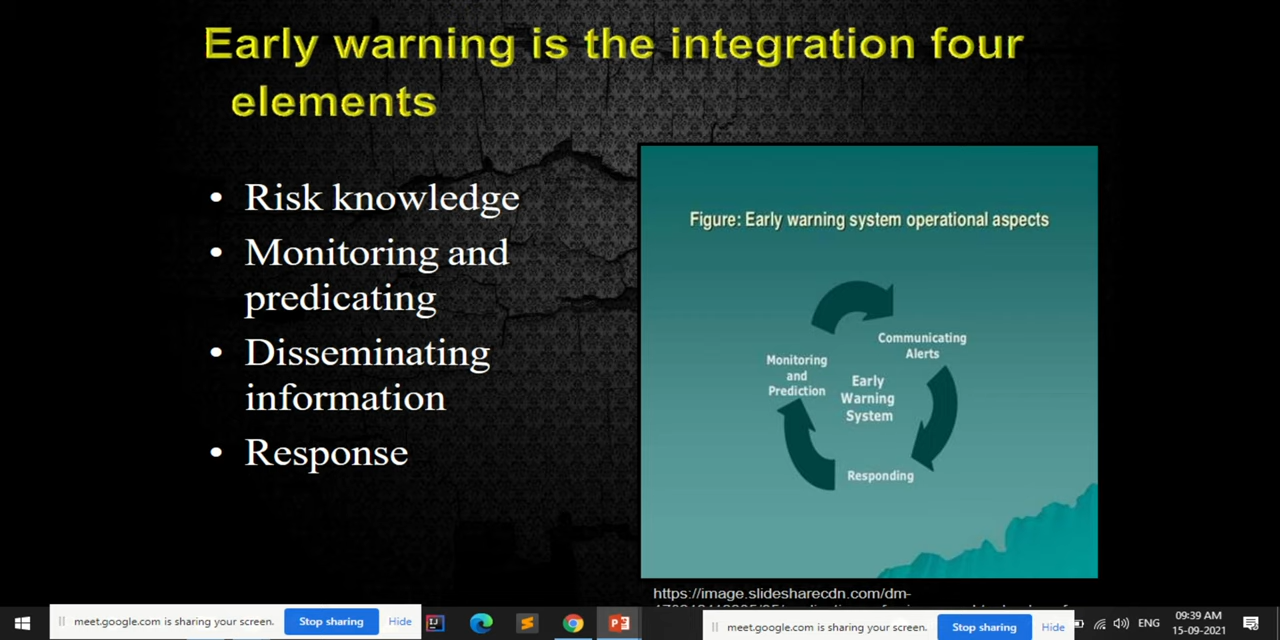 Early warning is the integration four
elements
• Risk knowledge
• Monitoring and
predicating
• Disseminating
information
• Response
Figure: Early warning system operational aspects
Communicating
Alerts
Monitoring
and
Prediction
Early
Warning
System
Responding
https://image.slidesharecdn.com/dm-
meet.google.com is sharing your screen.
Stop sharing
Hide
meet.google.com is sharing your screen.
Stop sharing
Hide
ENG
09:39 AM
15-09-2021